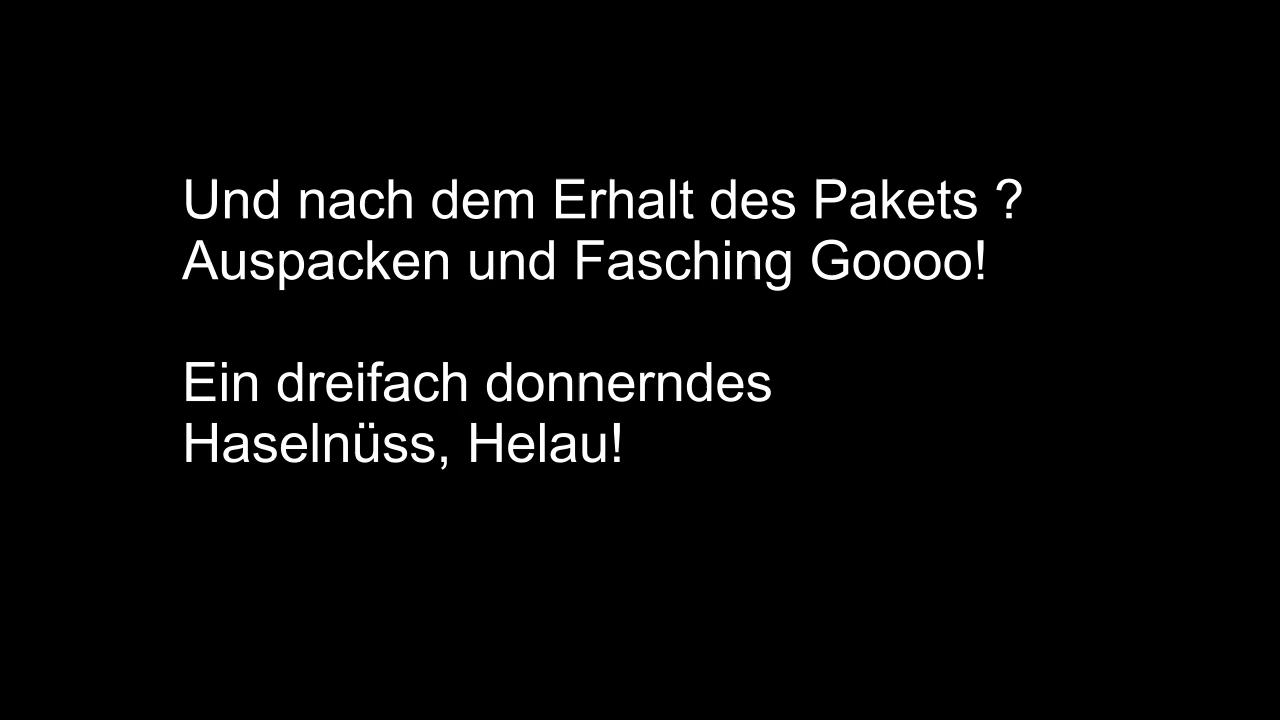 Und nach dem Erhalt des Pakets ?
Auspacken und Fasching Goooo!
Ein dreifach donnerndes
Haselnüss, Helau!